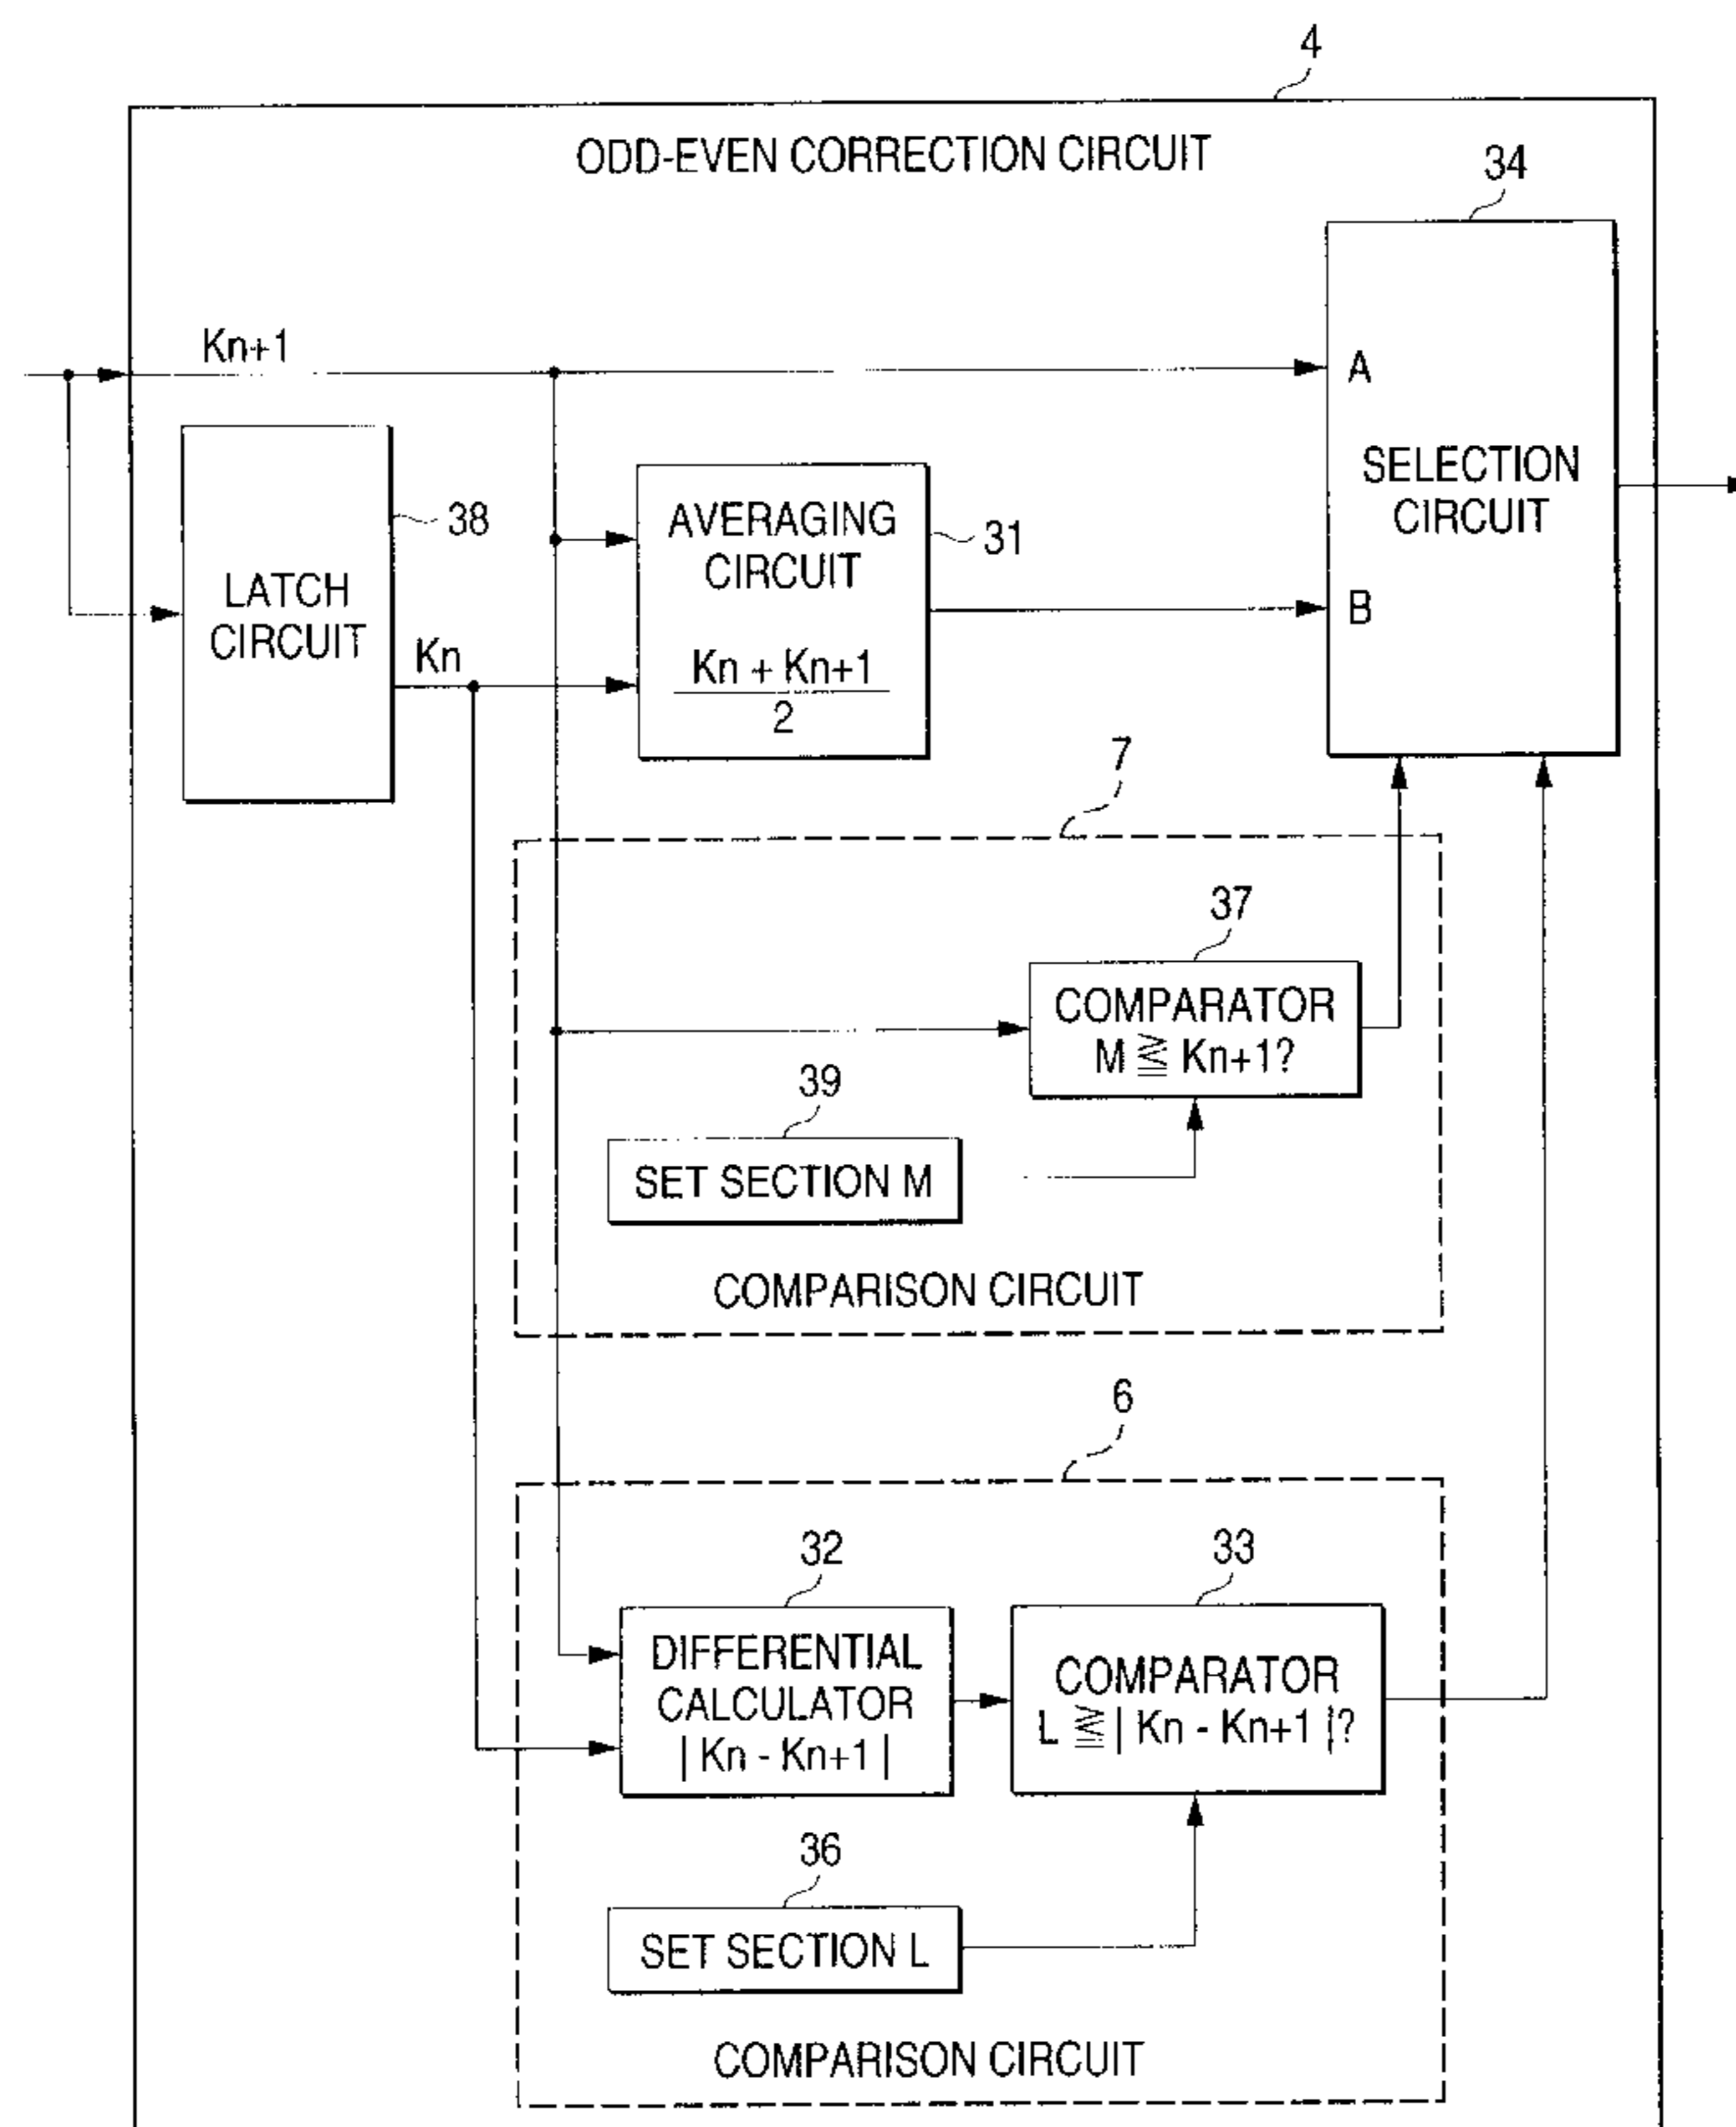 4
ODD-EVEN CORRECTION CIRCUIT
34
Kn+1
A
SELECTION
CIRCUIT
B
38
LATCH
CIRCUIT
Kn
AVERAGING
CIRCUIT
Kn + Kn+1
2
31
7
37
COMPARATOR
M ⋛ Kn+1?
39
SET SECTION M
COMPARISON CIRCUIT
6
32
DIFFERENTIAL
CALCULATOR
| Kn - Kn+1 |
33
COMPARATOR
L ⋛ | Kn - Kn+1 |?
36
SET SECTION L
COMPARISON CIRCUIT